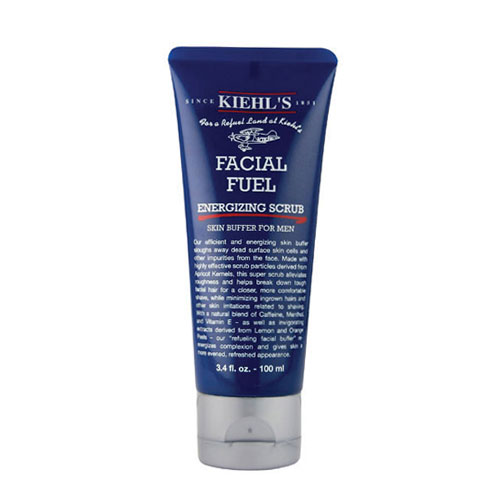 SINCE KIEHL'S 1851
For a Refuel Land at Kiehl's
FACIAL
FUEL
ENERGIZING SCRUB
SKIN BUFFER FOR MEN
Our efficient and energizing skin buffer
sloughs away dead surface skin cells and
other impurities from the face. Made with
highly effective scrub particles derived from
Apricot Kernels, this super scrub alleviates
roughness and helps break down tough
facial hair for a closer, more comfortable
shave, while minimizing ingrown hairs and
other skin irritations related to shaving.
With a natural blend of Caffeine, Menthol,
and Vitamin E - as well as invigorating
extracts derived from Lemon and Orange
Peels - our "refueling facial buffer" re-
energizes complexion and gives skin a
more evened, refreshed appearance.
3.4 fl. oz. - 100 ml